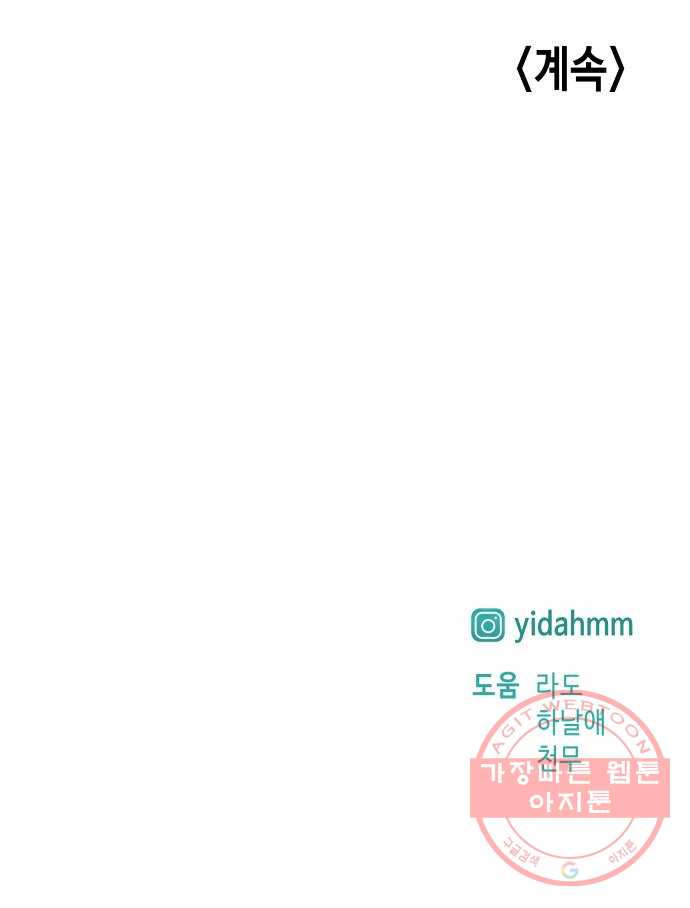 〈계속〉
yidahmm
도움 라도
하날애
천무
AGIT WEBTOON
가장빠른 웹툰
아지툰
구글검색 G 아지툰